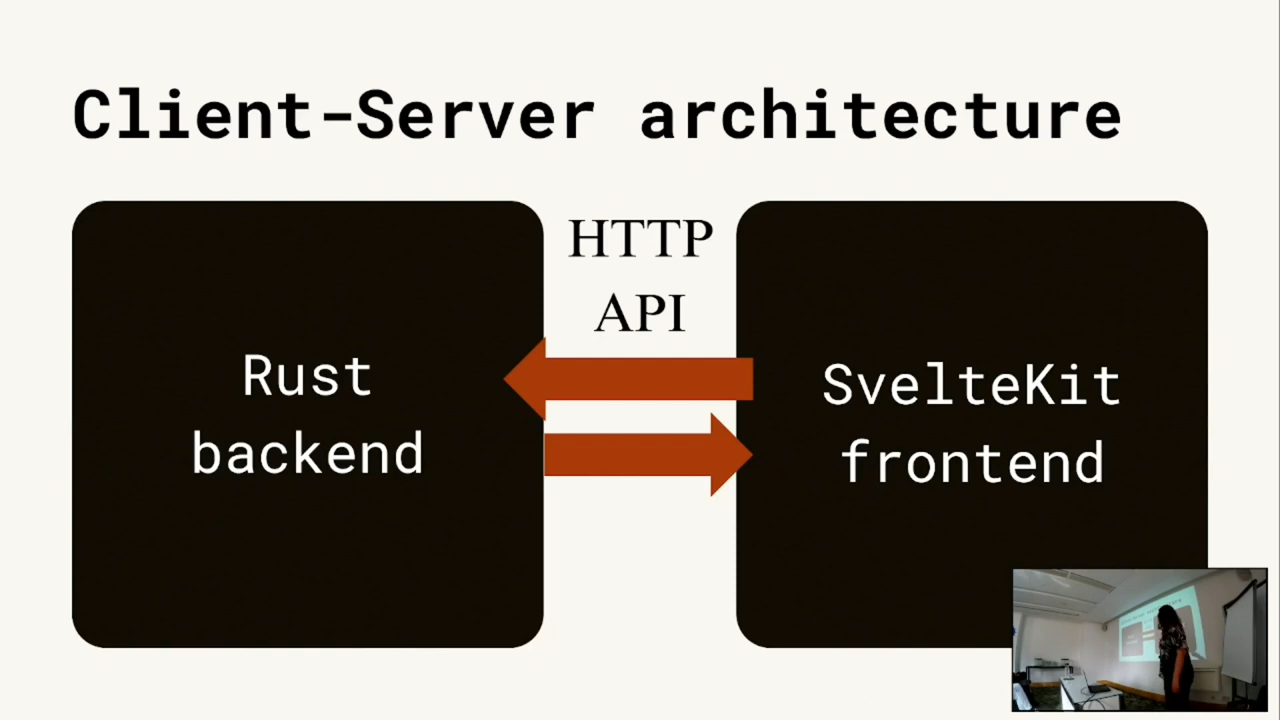 Client-Server architecture
HTTP
API
Rust
backend
SvelteKit
frontend